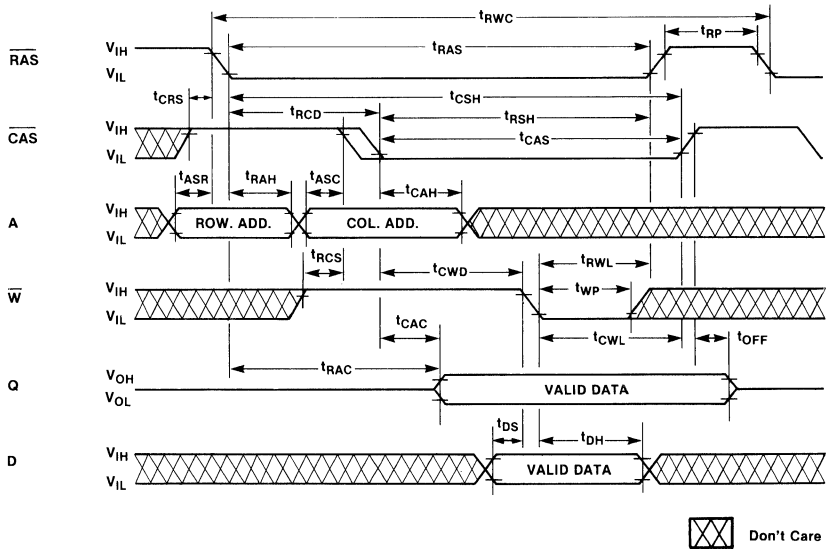 tRWC
RAS
VIH
VIL
tRAS
tRP
tCRS
tCSH
tRCD
tRSH
CAS
VIH
VIL
tCAS
tASR
tRAH
tASC
tCAH
A
VIH
VIL
ROW. ADD.
COL. ADD.
tRCS
tCWD
tRWL
W
VIH
VIL
tWP
tCAC
tCWL
tOFF
tRAC
Q
VOH
VOL
VALID DATA
tDS
tDH
D
VIH
VIL
VALID DATA
Don't Care